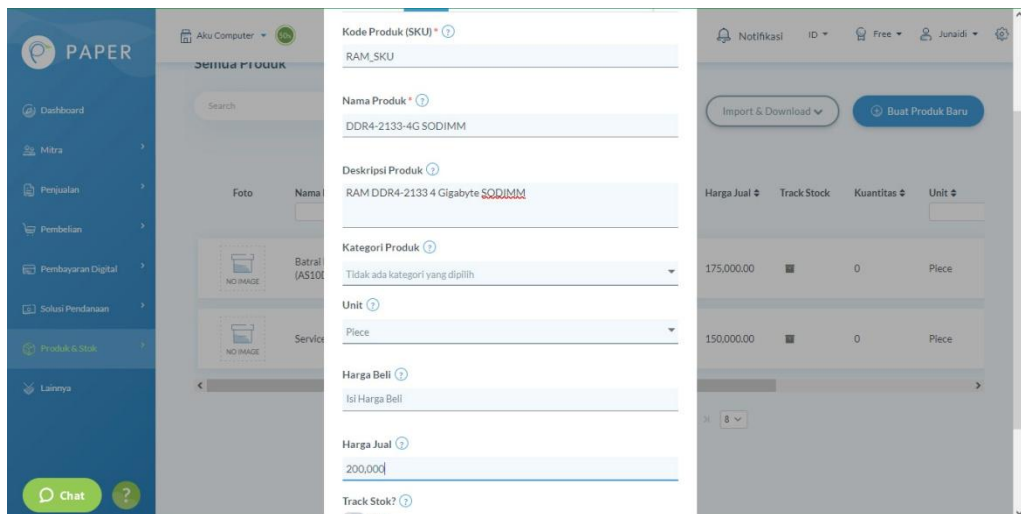 PAPER
Aku Computer
50%
Notifikasi
ID
Free
Junaidi
Semua Produk
Search
Import & Download
Buat Produk Baru
Dashboard
Mitra
Penjualan
Pembelian
Pembayaran Digital
Solusi Pendanaan
Produk & Stok
Lainnya
Chat
?
Foto
Nama
Harga Jual
Track Stock
Kuantitas
Unit
NO IMAGE
Batrai
175,000.00
0
Piece
NO IMAGE
Service
150,000.00
0
Piece
8
Kode Produk (SKU) * ?
RAM_SKU
Nama Produk * ?
DDR4-2133-4G SODIMM
Deskripsi Produk ?
RAM DDR4-2133 4 Gigabyte SODIMM
Kategori Produk ?
Tidak ada kategori yang dipilih
Unit ?
Piece
Harga Beli ?
Isi Harga Beli
Harga Jual ?
200,000
Track Stok? ?